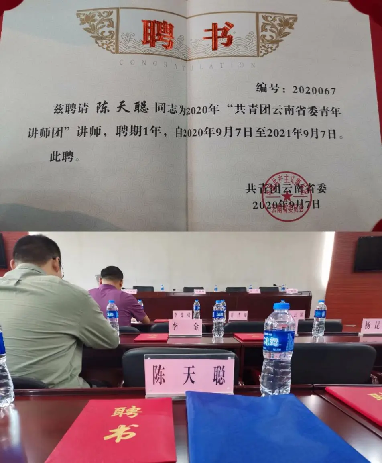 聘书
CONGRATULATION
编号：2020067
兹聘请 陈天聪 同志为2020年“共青团云南省委青年
讲师团”讲师，聘期1年，自2020年9月7日至2021年9月7日。
此聘。
共青团云南省委
2020年9月7日
李金
陈天聪
聘书